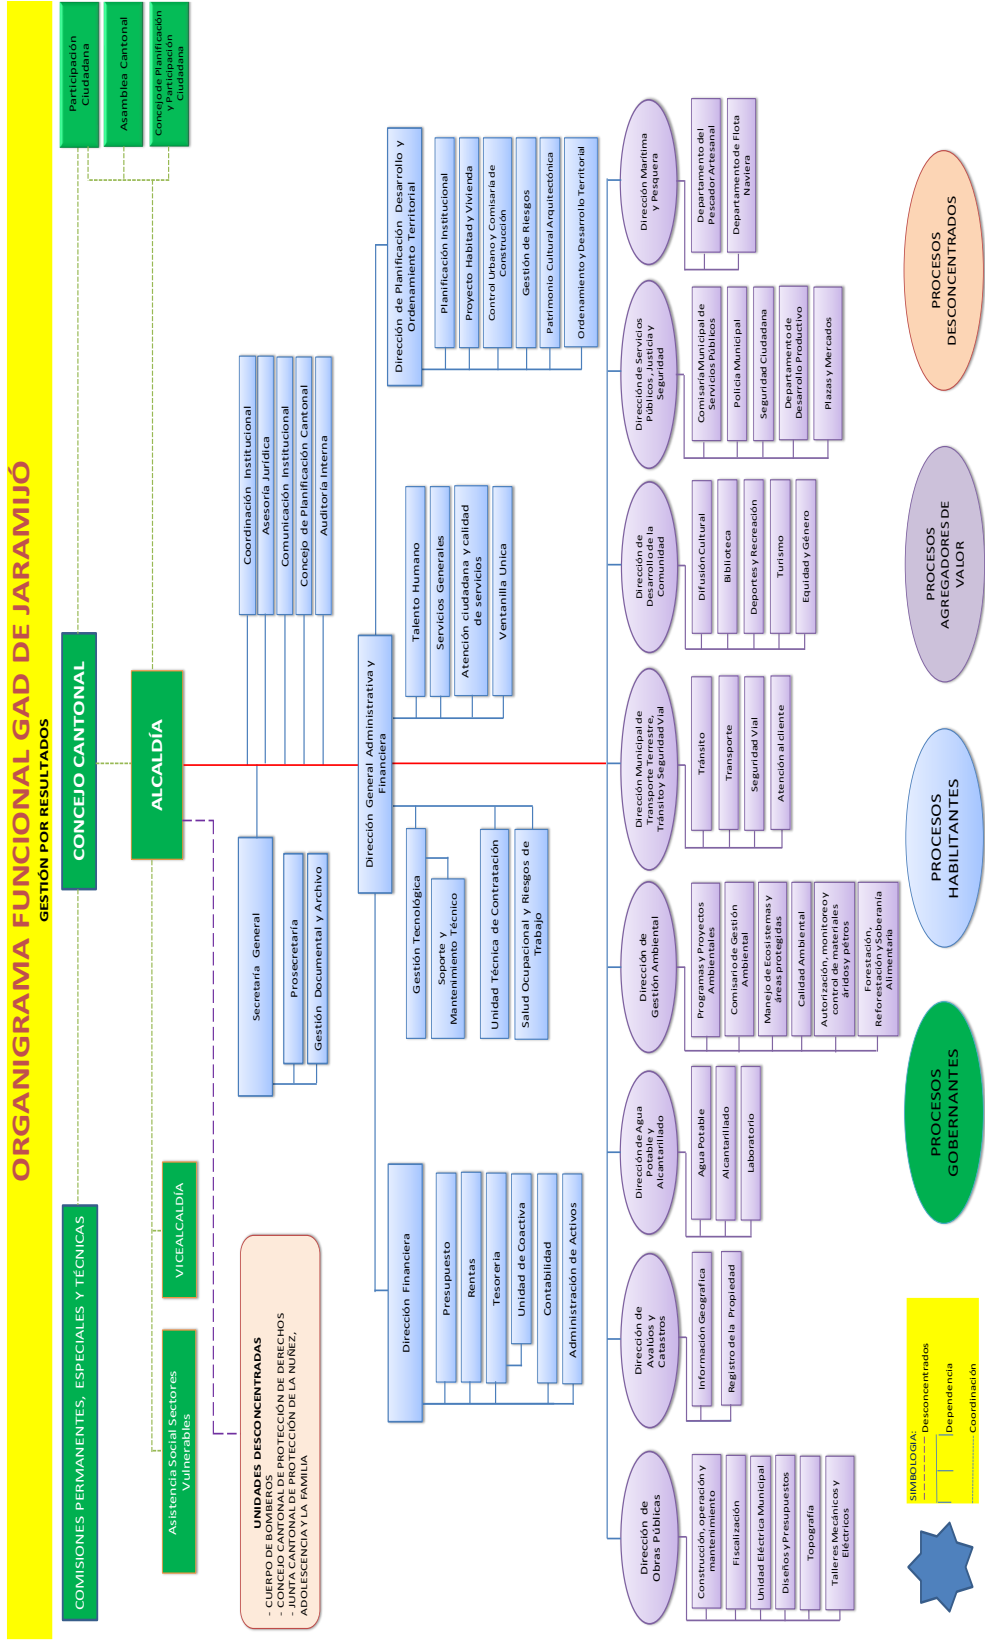 ORGANIGRAMA FUNCIONAL GAD DE JARAMIJÓ
GESTIÓN POR RESULTADOS
COMISIONES PERMANENTES, ESPECIALES Y TÉCNICAS
CONCEJO CANTONAL
Participación
Ciudadana
Asamblea Cantonal
Concejo de Planificación
y Participación
Ciudadana
ALCALDÍA
VICEALCALDÍA
Asistencia Social Sectores
Vulnerables
UNIDADES DESCONCENTRADAS
- CUERPO DE BOMBEROS
- CONCEJO CANTONAL DE PROTECCIÓN DE DERECHOS
- JUNTA CANTONAL DE PROTECCIÓN DE LA NUÑEZ,
ADOLESCENCIA Y LA FAMILIA
Secretaría General
Prosecretaría
Gestión Documental y Archivo
Coordinación Institucional
Asesoría Jurídica
Comunicación Institucional
Concejo de Planificación Cantonal
Auditoría Interna
Dirección General Administrativa y
Financiera
Dirección Financiera
Presupuesto
Rentas
Tesoreria
Unidad de Coactiva
Contabilidad
Administración de Activos
Gestión Tecnológica
Soporte y
Mantenimiento Técnico
Unidad Técnica de Contratación
Salud Ocupacional y Riesgos de
Trabajo
Talento Humano
Servicios Generales
Atención ciudadana y calidad
de servicios
Ventanilla Unica
Dirección de Planificación Desarrollo y
Ordenamiento Territorial
Planificación Institucional
Proyecto Habitad y Vivienda
Control Urbano y Comisaría de
Construcción
Gestión de Riesgos
Patrimonio Cultural Arquitectónica
Ordenamiento y Desarrollo Territorial
Dirección de
Obras Públicas
Construcción, operación y
mantenimiento
Fiscalización
Unidad Eléctrica Municipal
Diseños y Presupuestos
Topografía
Talleres Mecánicos y
Eléctricos
Dirección de
Avalúos y
Catastros
Información Geografica
Registro de la Propiedad
Dirección de Agua
Potable y
Alcantarillado
Agua Potable
Alcantarillado
Laboratorio
Dirección de
Gestión Ambiental
Programas y Proyectos
Ambientales
Comisario de Gestión
Ambiental
Manejo de Ecosistemas y
áreas protegidas
Calidad Ambiental
Autorización, monitoreo y
control de materiales
áridos y pétros
Forestación,
Reforestación y Soberanía
Alimentaria
Dirección Municipal de
Transporte Terrestre,
Tránsito y Seguridad Vial
Tránsito
Transporte
Seguridad Vial
Atención al cliente
Dirección de
Desarrollo de la
Comunidad
Difusión Cultural
Biblioteca
Deportes y Recreación
Turismo
Equidad y Género
Dirección de Servicios
Públicos, Justicia y
Seguridad
Comisaría Municipal de
Servicios Públicos
Policia Municipal
Seguridad Ciudadana
Departamento de
Desarrollo Productivo
Plazas y Mercados
Dirección Marítima
y Pesquera
Departamento del
Pescador Artesanal
Departamento de Flota
Naviera
SIMBOLOGIA:
Desconcentrados
Dependencia
Coordinación
PROCESOS
GOBERNANTES
PROCESOS
HABILITANTES
PROCESOS
AGREGADORES DE
VALOR
PROCESOS
DESCONCENTRADOS